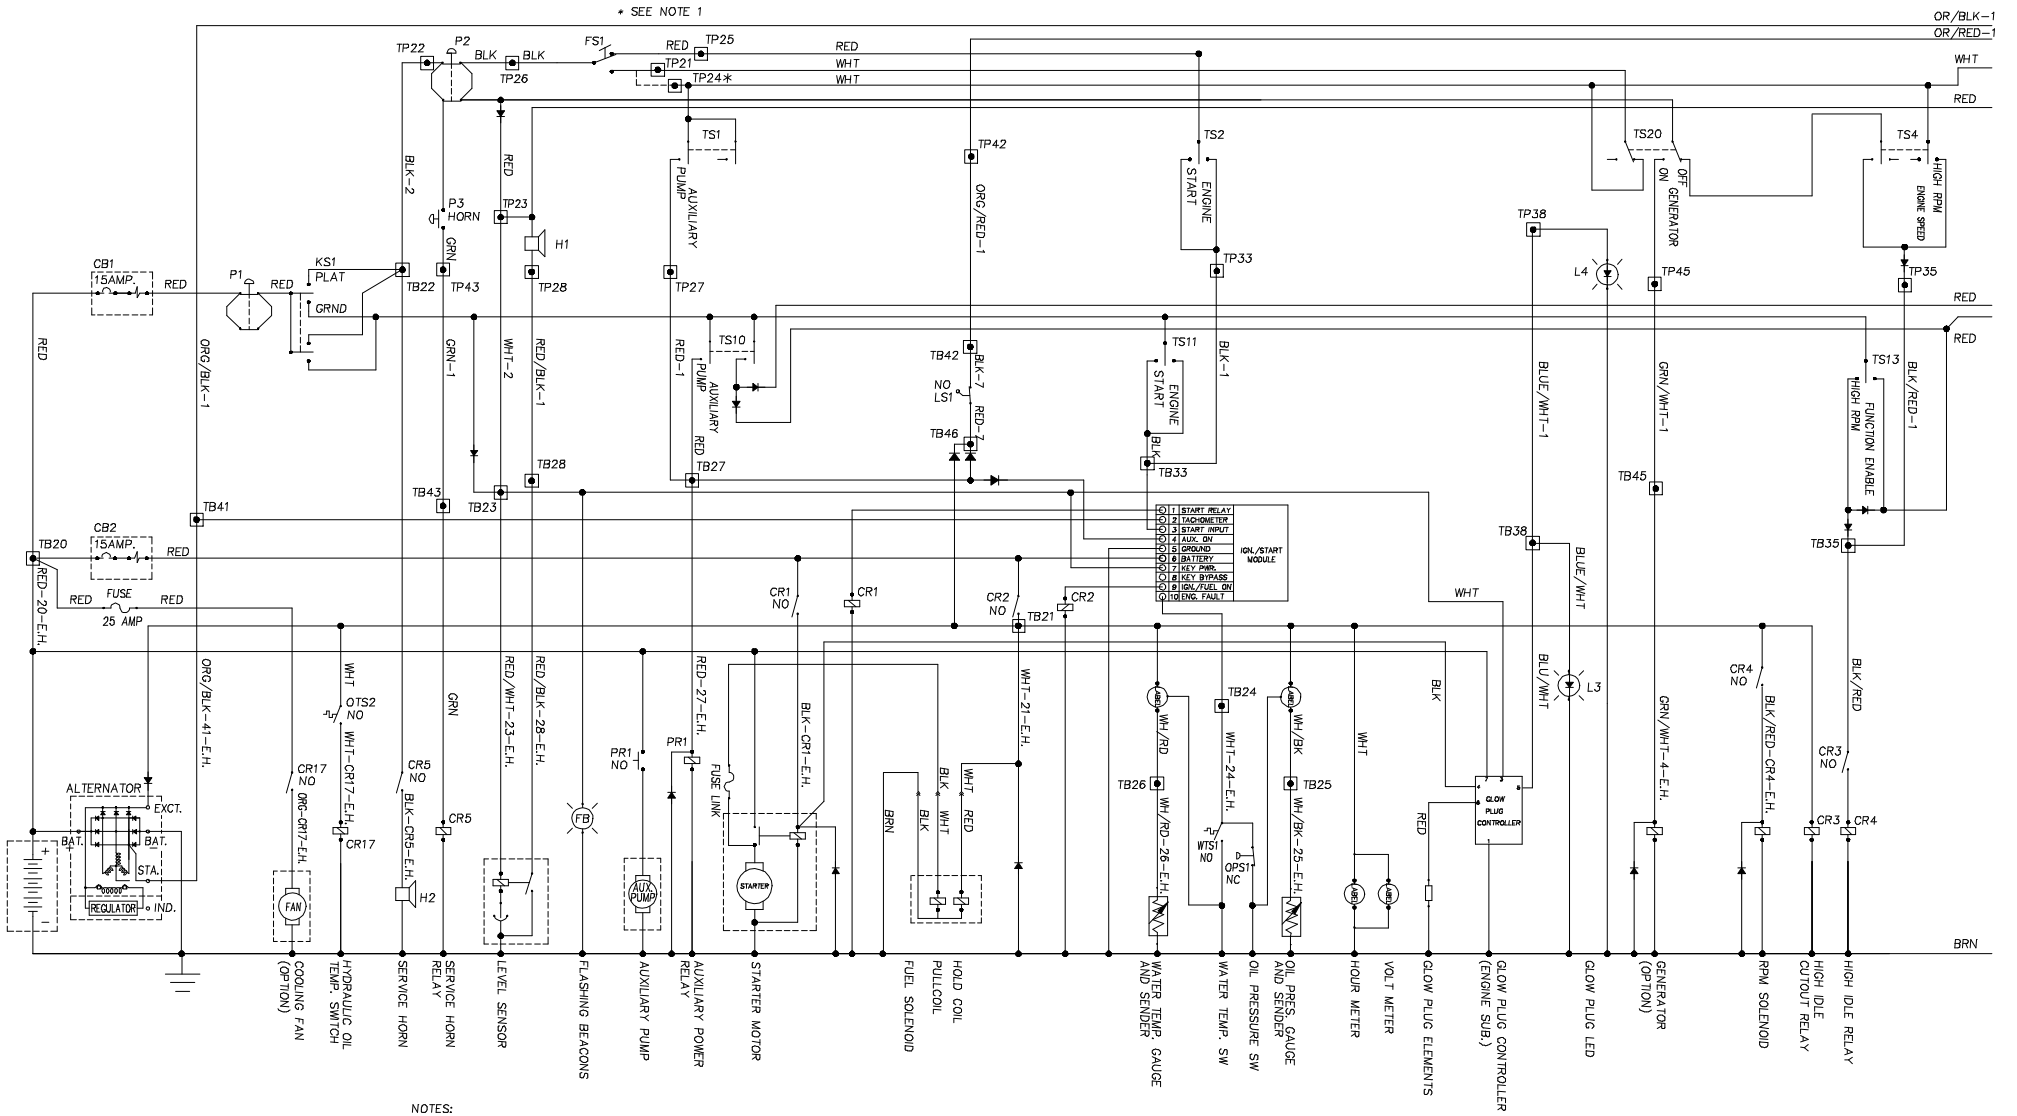 * SEE NOTE 1
OR/BLK-1
OR/RED-1
TP22
P2
BLK
TP26
BLK
FS1
RED
TP25
RED
TP21
WHT
TP24*
WHT
WHT
RED
TS1
TS2
TS20
TS4
TP42
BLK-2
RED
PUMP
AUXILIARY
ORG/RED-1
START
ENGINE
ON
OFF
GENERATOR
HIGH RPM
ENGINE SPEED
P3
HORN
TP23
H1
GRN
TP38
L4
TP33
TP45
TP35
CB1
15AMP.
RED
P1
RED
KS1
PLAT
GRND
TB22
TP43
TP28
TP27
RED
RED
RED
ORG/BLK-1
GRN-1
WHT-2
RED/BLK-1
RED-1
TS10
PUMP
AUXILIARY
RED
TB42
BLK-7
NO
LS1
RED-7
TB46
TS11
START
ENGINE
BLK
BLK-1
TB33
BLUE/WHT-1
GRN/WHT-1
TS13
HIGH RPM
FUNCTION ENABLE
BLK/RED-1
TB41
TB43
TB23
TB28
TB27
TB45
TB38
TB35
1 START RELAY
2 TACHOMETER
3 START INPUT
4 AUX. ON
5 GROUND
6 BATTERY
7 KEY PWR.
8 KEY BYPASS
9 IGN./FUEL ON
10 ENG. FAULT
IGN./START
MODULE
TB20
CB2
15AMP.
RED
RED-20-E.H.
RED
FUSE
25 AMP
RED
CR1
NO
CR1
CR2
NO
CR2
TB21
WHT
BLUE/WHT
ORG/BLK-41-E.H.
WHT
OTS2
NO
WHT-CR17-E.H.
CR17
NO
ORG-CR17-E.H.
CR17
CR5
NO
BLK-CR5-E.H.
GRN
CR5
H2
RED/WHT-23-E.H.
RED/BLK-28-E.H.
FB
PR1
NO
PR1
RED-27-E.H.
FUSE LINK
BLK-CR1-E.H.
BRN
BLK
BLK
WHT
WHT
RED
WHT-21-E.H.
LABEL
WH/RD
TB26
WH/RD-26-E.H.
TB24
WHT-24-E.H.
WTS1
NO
OPS1
NC
LABEL
WH/BK
TB25
WH/BK-25-E.H.
WHT
LABEL
LABEL
BLK
RED
GLOW
PLUG
CONTROLLER
BLU/WHT
L3
GRN/WHT-4-E.H.
CR4
NO
BLK/RED-CR4-E.H.
CR3
BLK/RED
CR3
NO
CR4
ALTERNATOR
EXCT.
BAT.
+
BAT.
-
STA.
REGULATOR
IND.
+
-
FAN
AUX.
PUMP
STARTER
BRN
COOLING FAN
(OPTION)
HYDRAULIC OIL
TEMP. SWITCH
SERVICE HORN
SERVICE HORN
RELAY
LEVEL SENSOR
FLASHING BEACONS
AUXILIARY PUMP
AUXILIARY POWER
RELAY
STARTER MOTOR
FUEL SOLENOID
PULLCOIL
HOLD COIL
WATER TEMP. GAUGE
AND SENDER
WATER TEMP. SW
OIL PRESSURE SW
OIL PRESS. GAUGE
AND SENDER
HOUR METER
VOLT METER
GLOW PLUG ELEMENTS
GLOW PLUG CONTROLLER
(ENGINE SUB.)
GLOW PLUG LED
GENERATOR
(OPTION)
RPM SOLENOID
HIGH IDLE
CUTOUT RELAY
HIGH IDLE RELAY
NOTES: